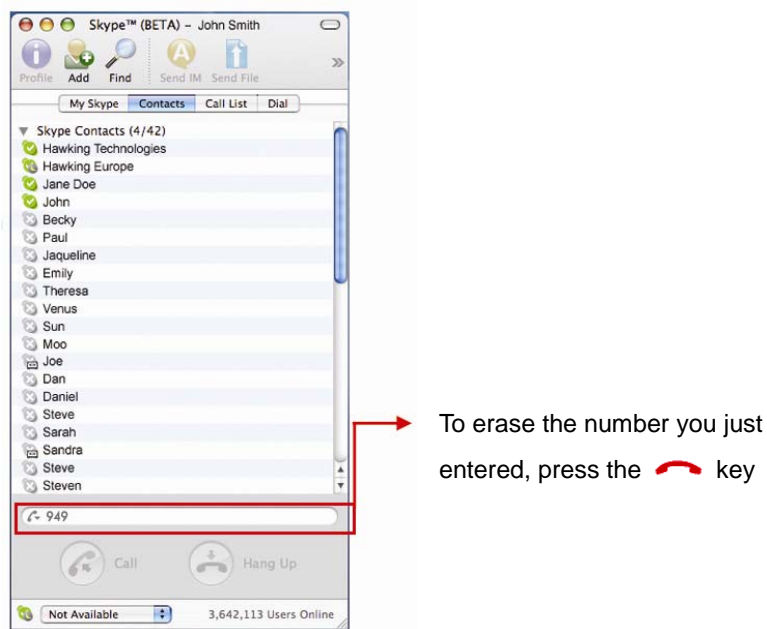 Skype™ (BETA) – John Smith
Profile Add Find Send IM Send File
My Skype Contacts Call List Dial
Skype Contacts (4/42)
Hawking Technologies
Hawking Europe
Jane Doe
John
Becky
Paul
Jaqueline
Emily
Theresa
Venus
Sun
Moo
Joe
Dan
Daniel
Steve
Sarah
Sandra
Steve
Steven
949
Call Hang Up
Not Available 3,642,113 Users Online
To erase the number you just
entered, press the key